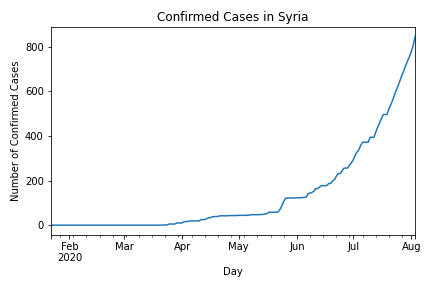 Confirmed Cases in Syria
800
600
400
200
0
Number of Confirmed Cases
Feb Mar Apr May Jun Jul Aug
2020
Day